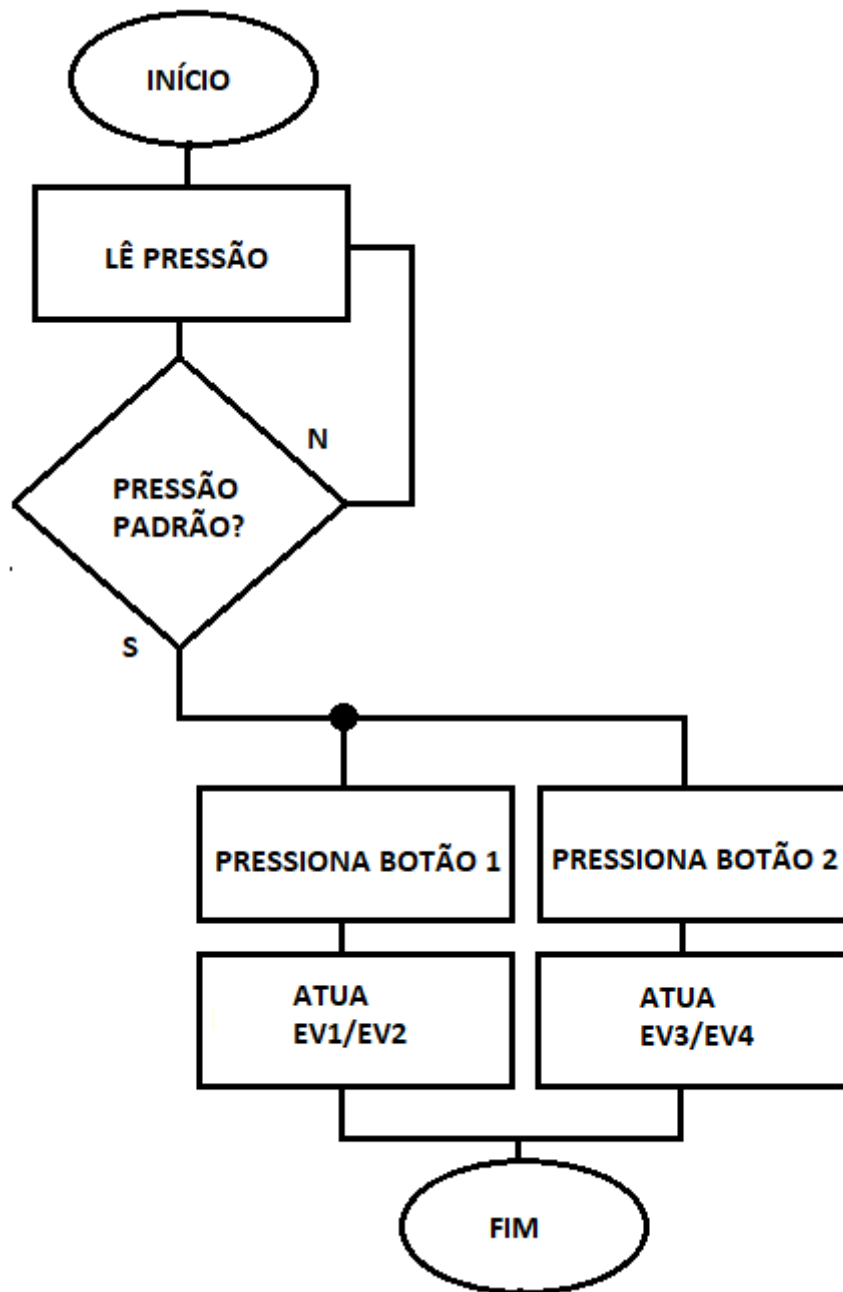 INÍCIO
LÊ PRESSÃO
N
PRESSÃO
PADRÃO?
S
PRESSIONA BOTÃO 1
PRESSIONA BOTÃO 2
ATUA
EV1/EV2
ATUA
EV3/EV4
FIM